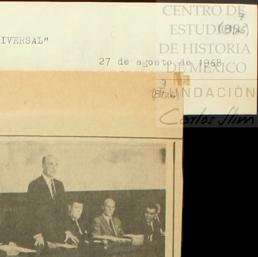 CENTRO DE
ESTUDIOS
DE HISTORIA
DE MÉXICO
FUNDACIÓN
Carlos Slim
IVERSAL"
27 de agosto de 1968